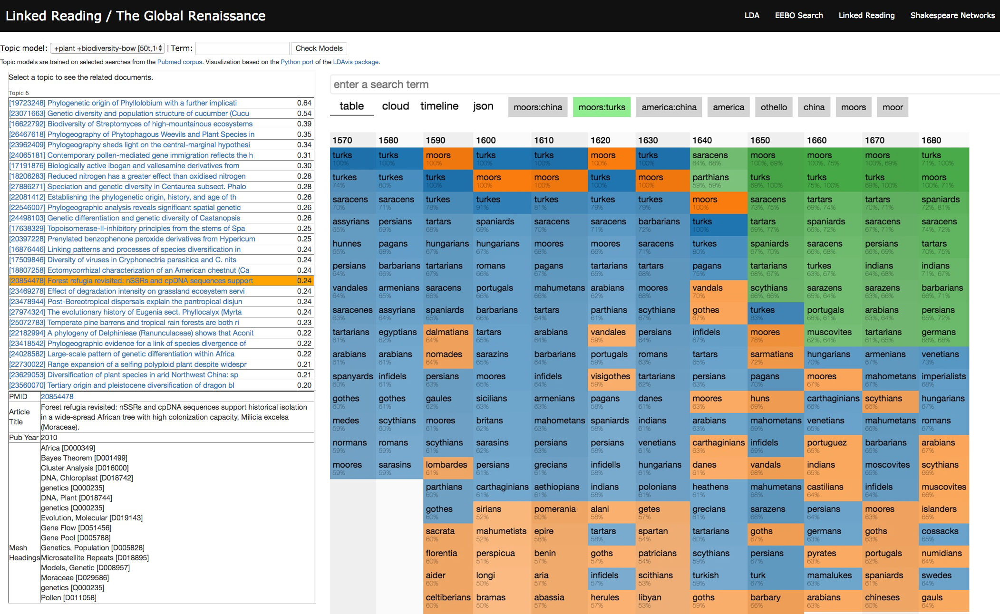 Linked Reading / The Global Renaissance
LDA EEBO Search Linked Reading Shakespeare Networks
Topic model: +plant +biodiversity-bow [50t,1( | Term: Check Models
Topic models are trained on selected searches from the Pubmed corpus. Visualization based on the Python port of the LDAvis package.
Select a topic to see the related documents.
Topic 6
[19723248] Phylogenetic origin of Phyllolobium with a further implicati 0.64
[23071663] Genetic diversity and population structure of cucumber (Cucu 0.54
[16622792] Biodiversity of Streptomyces of high-mountainous ecosystems 0.39
[26467618] Phylogeography of Phytophagous Weevils and Plant Species in 0.35
[23962409] Phylogeography sheds light on the central-marginal hypothesi 0.34
[24065181] Contemporary pollen-mediated gene immigration reflects the h 0.31
[17191876] Biologically active ibogan and vallesamine derivatives from 0.30
[18206283] Reduced nitrogen has a greater effect than oxidised nitrogen 0.28
[27886271] Speciation and genetic diversity in Centaurea subsect. Phalo 0.28
[22081412] Establishing the phylogenetic origin, history, and age of th 0.26
[22546007] Phylogeographic analysis reveals significant spatial genetic 0.26
[24498103] Genetic differentiation and genetic diversity of Castanopsis 0.26
[17638329] Topoisomerase-II-inhibitory principles from the stems of Spa 0.25
[20397228] Prenylated benzophenone peroxide derivatives from Hypericum 0.25
[16876446] Linking patterns and processes of species diversification in 0.24
[17509846] Diversity of viruses in Cryphonectria parasitica and C. nits 0.24
[18807258] Ectomycorrhizal characterization of an American chestnut (Ca 0.24
[20854478] Forest refugia revisited: nSSRs and cpDNA sequences support 0.24
[23469278] Effect of degradation intensity on grassland ecosystem servi 0.24
[23478944] Post-Boreotropical dispersals explain the pantropical disjun 0.24
[27974324] The evolutionary history of Eugenia sect. Phyllocalyx (Myrta 0.24
[25072783] Temperate pine barrens and tropical rain forests are both ri 0.23
[22182994] A phylogeny of Delphinieae (Ranunculaceae) shows that Aconit 0.22
[23418542] Phylogeographic evidence for a link of species divergence of 0.22
[24028582] Large-scale pattern of genetic differentiation within Africa 0.22
[22730022] Range expansion of a selfing polyploid plant despite widespr 0.21
[23629053] Diversification of plant species in arid Northwest China: sp 0.21
[23560070] Tertiary origin and pleistocene diversification of dragon bl 0.20
PMID 20854478
Article Title
Forest refugia revisited: nSSRs and cpDNA sequences support historical isolation
in a wide-spread African tree with high colonization capacity, Milicia excelsa
(Moraceae).
Pub Year 2010
Mesh Headings
Africa [D000349]
Bayes Theorem [D001499]
Cluster Analysis [D016000]
DNA, Chloroplast [D018742]
genetics [Q000235]
DNA, Plant [D018744]
genetics [Q000235]
Evolution, Molecular [D019143]
Gene Flow [D051456]
Gene Pool [D005788]
Genetics, Population [D005828]
Microsatellite Repeats [D018895]
Models, Genetic [D008957]
Moraceae [D029586]
genetics [Q000235]
Pollen [D011058]
enter a search term
table cloud timeline json moors:china moors:turks america:china america othello china moors moor
1570 1580 1590 1600 1610 1620 1630 1640 1650 1660 1670 1680
turks turks moors turks turks moors turks saracens moors moors moors turks
100% 100% 100% 100% 100% 100% 100% 64%, 68% 100%, 69% 100%, 75% 100%, 69% 71%, 100%
turkes turkes turks moors moors turks moors parthians turks turks turks moors
74% 80% 100% 100% 100% 100% 100% 59%, 59% 69%, 100% 75%, 100% 69%, 100% 100%, 71%
saracens saracens turkes turkes turkes turkes turkes moors saracens tartars tartars spaniards
70% 71% 78% 91% 81% 79% 79% 100% 73%, 75% 69%, 74% 70%, 71% 72%, 81%
assyrians persians tartars spaniards saracens saracens barbarians turks tartars spaniards saracens saracens
65% 69% 68% 69% 70% 71% 72% 100% 69%, 77% 66%, 72% 67%, 71% 74%, 72%
hunnes pagans hungarians hungarians moores moores saracens turkes spaniards saracens persians tartars
65% 68% 67% 67% 68% 66% 71% 80% 67%, 70% 66%, 68% 66%, 69% 70%, 75%
persians barbarians tartarians romans pagans tartarians tartars pagans tartarians turkes indians indians
64% 66% 67% 66% 67% 65% 68% 75% 68%, 67% 63%, 67% 64%, 68% 71%, 67%
vandales armenians saracens portugals mahumetans arabians moores vandals scythians sarazens sarazens barbarians
64% 65% 66% 66% 66% 62% 68% 70% 66%, 66% 65%, 64% 63%, 66% 66%, 71%
saracenes assyrians spaniards barbarians tartars parthians scythians gothes turkes portugals arabians persians
63% 64% 65% 66% 64% 61% 67% 67% 83% 68%, 61% 63%, 64% 65%, 72%
tartarians egyptians dalmatians tartars arabians vandales persians infidels moores muscovites tartarians germans
61% 62% 64% 65% 64% 59% 64% 67% 78% 62%, 64% 61%, 65% 68%, 68%
arabians arabians nomades sarazins barbarians portugals romans tartars sarmatians hungarians armenians venetians
61% 61% 64% 65% 64% 59% 63% 65% 72% 70% 67% 73%
spanyards infidels persians moores infidels visigothes tartarians persians pagans moores mahometans imperialists
60% 61% 63% 65% 64% 59% 62% 63% 70% 67% 67% 68%
gothes gothes gaules sicilians armenians pagans danes moores huns carthaginians scythians hungarians
60% 61% 62% 63% 63% 58% 61% 63% 69% 66% 66% 67%
medes scythians moores britans mahometans spaniards indians arabians mahometans venetians mahumetans romans
59% 60% 61% 62% 63% 58% 61% 63% 69% 65% 66% 67%
normans romans scythians sarasins persians persians venetians carthaginians infidels portuguez barbarians arabians
59% 59% 61% 62% 63% 58% 61% 63% 69% 65% 65% 67%
moores sarasins lombardes persians grecians infidells hungarians danes vandals indians moscovites scythians
59% 59% 61% 61% 61% 58% 61% 61% 68% 65% 65% 66%
parthians carthaginians aethiopians indians polonians heathens mahumetans castilians infidels muscovites
60% 61% 61% 58% 61% 61% 68% 64% 64% 66%
gothes sirians pomerania alani getes grecians sarazens persians moores islanders
60% 52% 60% 58% 57% 61% 68% 64% 63% 65%
sacrata mahumetists epire tartars spartan tartarians goths germans goths cossacks
60% 52% 58% 58% 54% 60% 67% 63% 63% 65%
florentia perspicua benin goths patricians scythians persians pyrates portugals numidians
60% 51% 57% 57% 54% 59% 67% 63% 62% 64%
aider longi aria infidels scithians turkish turk mamalukes spaniards swedes
60% 50% 57% 57% 53% 59% 67% 63% 61% 64%
celtiberians bramas abassia herules libyan goths barbary arabians chineses gauls
60% 50% 57% 57% 53% 59% 66% 63% 60% 64%